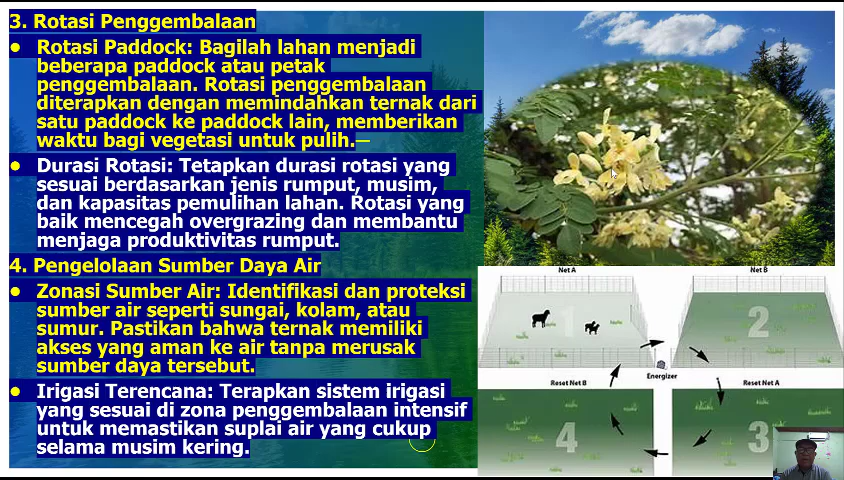 3. Rotasi Penggembalaan
• Rotasi Paddock: Bagilah lahan menjadi
beberapa paddock atau petak
penggembalaan. Rotasi penggembalaan
diterapkan dengan memindahkan ternak dari
satu paddock ke paddock lain, memberikan
waktu bagi vegetasi untuk pulih.
• Durasi Rotasi: Tetapkan durasi rotasi yang
sesuai berdasarkan jenis rumput, musim,
dan kapasitas pemulihan lahan. Rotasi yang
baik mencegah overgrazing dan membantu
menjaga produktivitas rumput.
4. Pengelolaan Sumber Daya Air
• Zonasi Sumber Air: Identifikasi dan proteksi
sumber air seperti sungai, kolam, atau
sumur. Pastikan bahwa ternak memiliki
akses yang aman ke air tanpa merusak
sumber daya tersebut.
• Irigasi Terencana: Terapkan sistem irigasi
yang sesuai di zona penggembalaan intensif
untuk memastikan suplai air yang cukup
selama musim kering.
Net A
Net B
1
2
Energizer
Reset Net B
Reset Net A
4
3